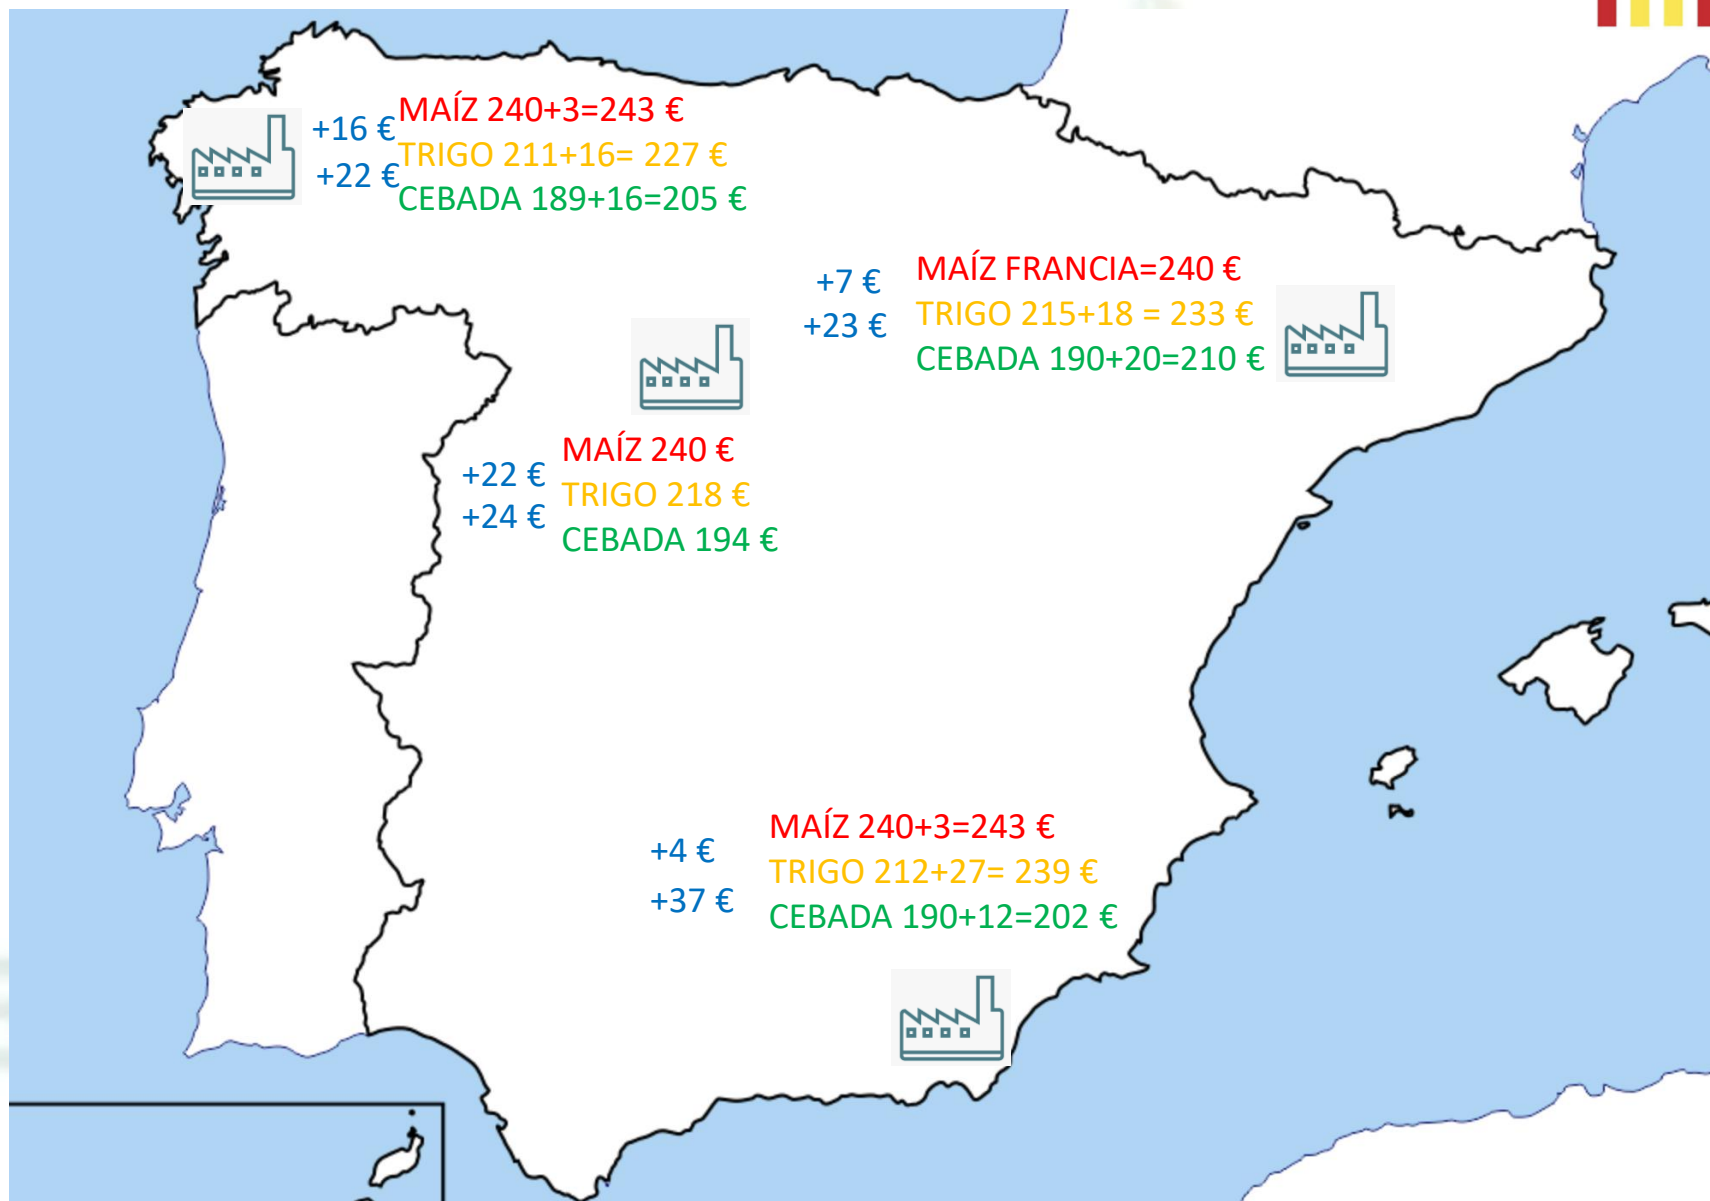 +16 €
+22 €
MAÍZ 240+3=243 €
TRIGO 211+16= 227 €
CEBADA 189+16=205 €
+7 €
+23 €
MAÍZ FRANCIA=240 €
TRIGO 215+18 = 233 €
CEBADA 190+20=210 €
+22 €
+24 €
MAÍZ 240 €
TRIGO 218 €
CEBADA 194 €
+4 €
+37 €
MAÍZ 240+3=243 €
TRIGO 212+27= 239 €
CEBADA 190+12=202 €